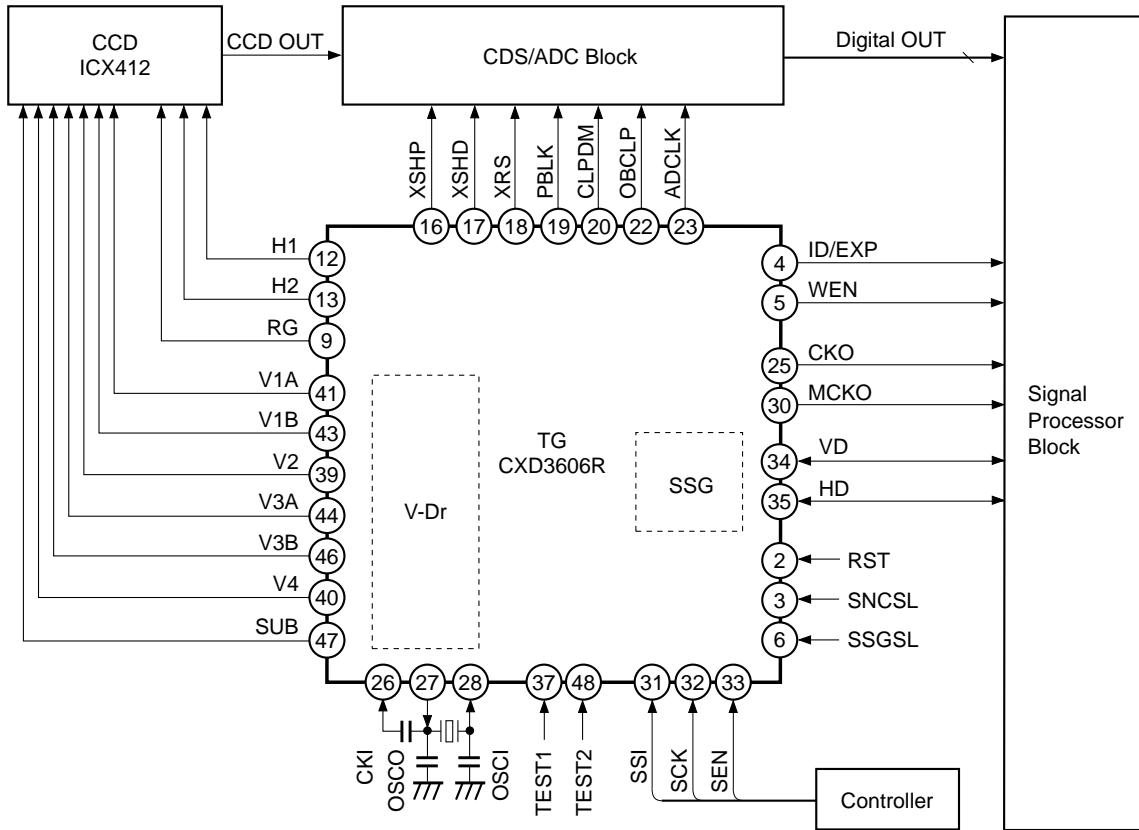 CCD
ICX412
CCD OUT
CDS/ADC Block
Digital OUT
Signal
Processor
Block
XSHP
XSHD
XRS
PBLK
CLPDM
OBCLP
ADCLK
16
17
18
19
20
22
23
H1
12
H2
13
RG
9
V1A
41
V1B
43
V2
39
V3A
44
V3B
46
V4
40
SUB
47
V-Dr
TG
CXD3606R
SSG
4
ID/EXP
5
WEN
25
CKO
30
MCKO
34
VD
35
HD
2
RST
3
SNCSL
6
SSGSL
26
27
28
37
48
31
32
33
CKI
OSCO
OSCI
TEST1
TEST2
SSI
SCK
SEN
Controller